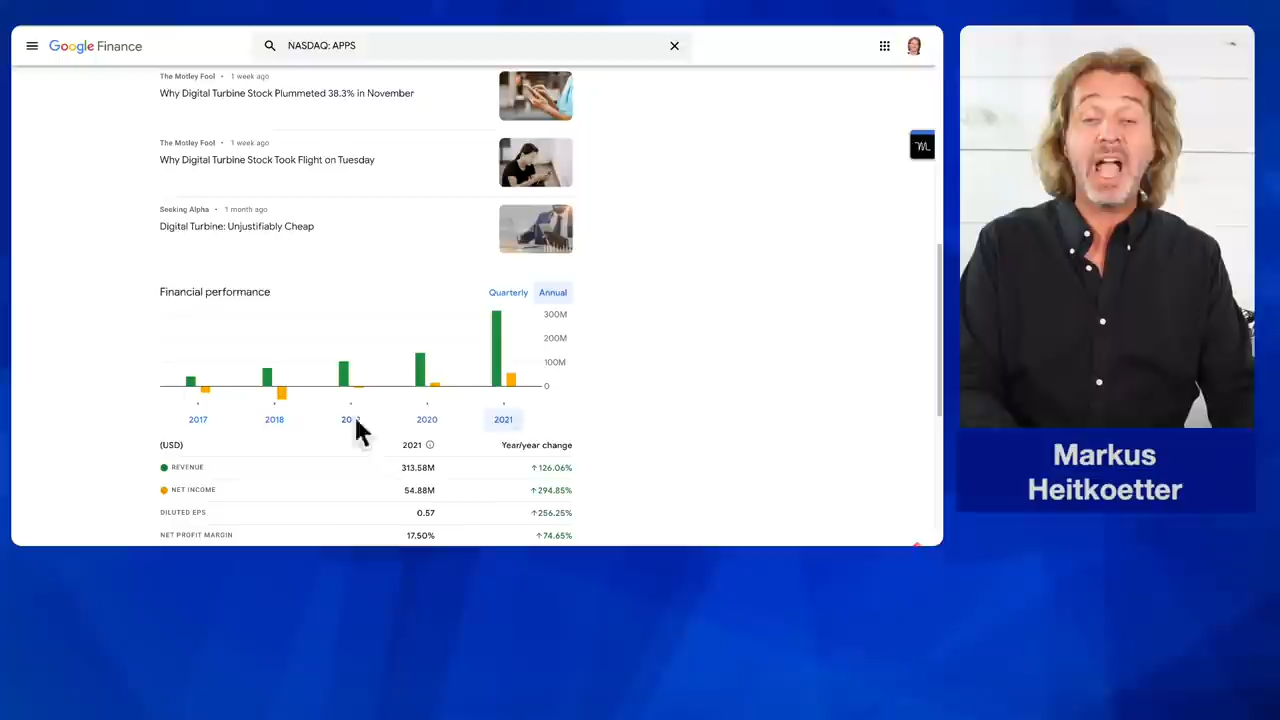 Google Finance
NASDAQ: APPS
The Motley Fool • 1 week ago
Why Digital Turbine Stock Plummeted 38.3% in November
The Motley Fool • 1 week ago
Why Digital Turbine Stock Took Flight on Tuesday
Seeking Alpha • 1 month ago
Digital Turbine: Unjustifiably Cheap
Financial performance
Quarterly Annual
300M
200M
100M
0
2017 2018 2020 2021
(USD) 2021 Year/year change
REVENUE 313.58M ↑126.06%
NET INCOME 54.88M ↑294.85%
DILUTED EPS 0.57 ↑256.25%
NET PROFIT MARGIN 17.50% ↑74.65%
Markus
Heitkoetter